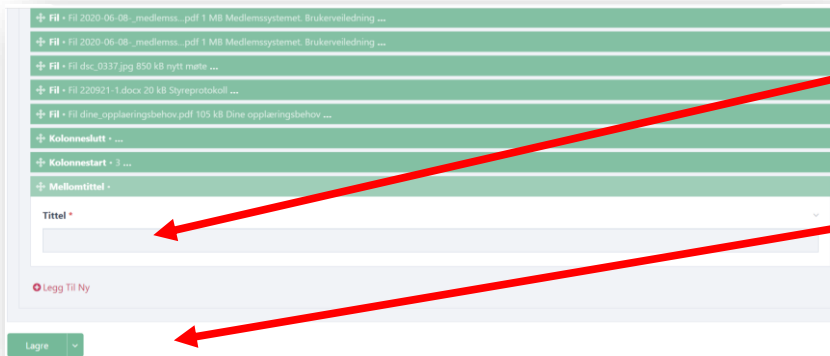 Fil • Fil 2020-06-08-_medlemss...pdf 1 MB Medlemssystemet. Brukerveiledning ...
Fil • Fil 2020-06-08-_medlemss...pdf 1 MB Medlemssystemet. Brukerveiledning ...
Fil • Fil dsc_0337.jpg 850 kB nytt møte ...
Fil • Fil 220921-1.docx 20 kB Styreprotokoll ...
Fil • Fil dine_opplaeringsbehov.pdf 105 kB Dine opplæringsbehov ...
Kolonneslutt • ...
Kolonnestart • 3 ...
Mellomtittel •
Tittel *
Legg Til Ny
Lagre